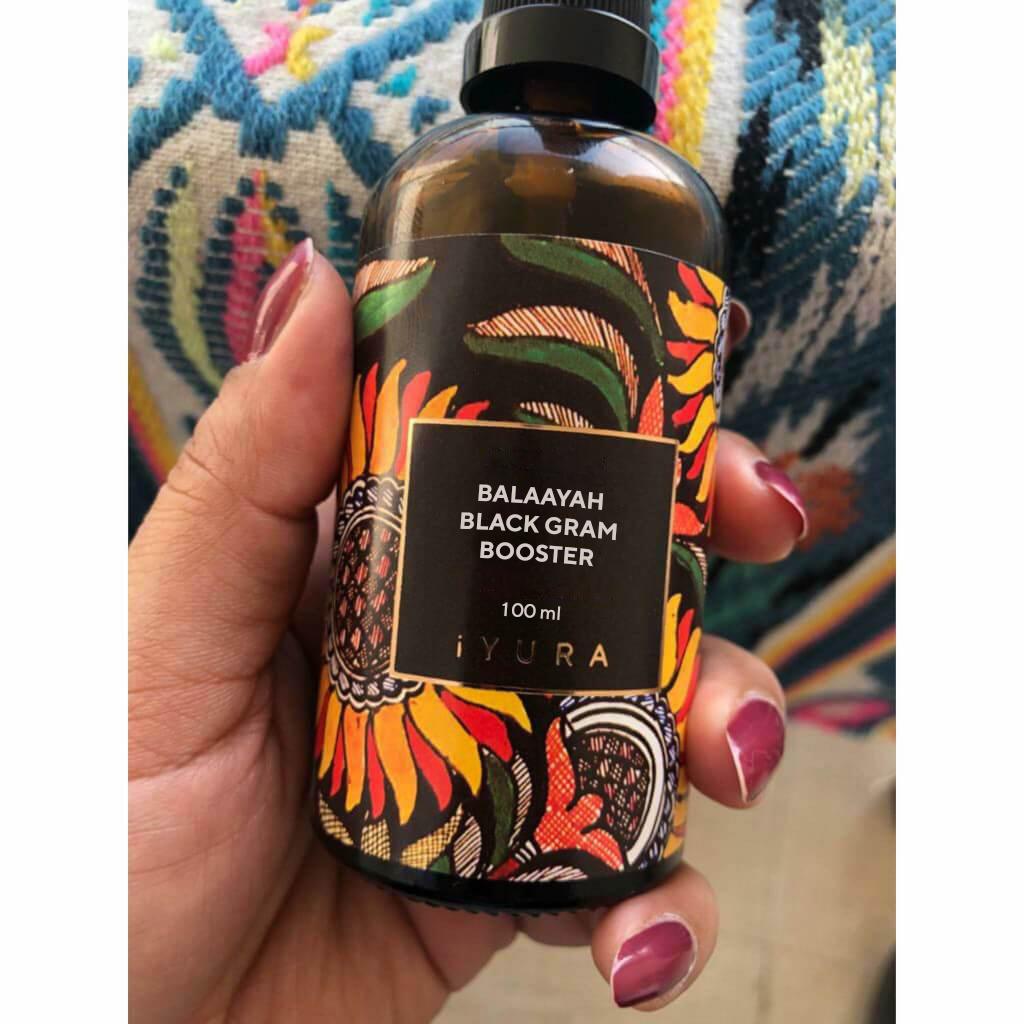 BALAAYAH
BLACK GRAM
BOOSTER
100 ml
iYURA